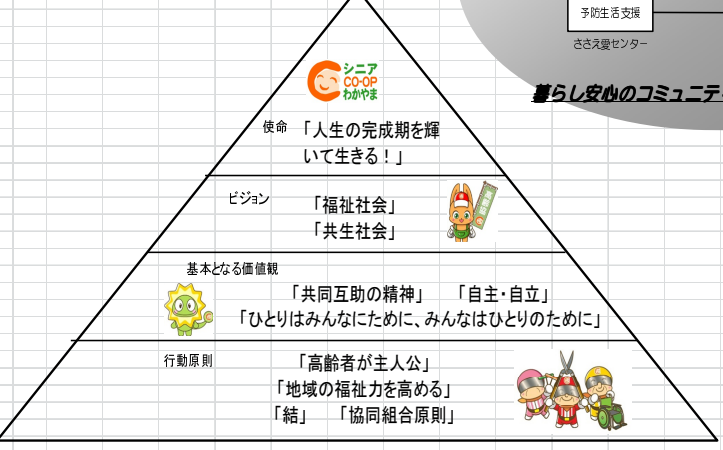 予防生活支援
ささえ愛センター
暮らし安心のコミュニテ
シニア
CO-OP
わかやま
使命
「人生の完成期を輝
いて生きる！」
ビジョン
「福祉社会」
「共生社会」
基本となる価値観
「共同互助の精神」 「自主・自立」
「ひとりはみんなにために、みんなはひとりのために」
行動原則
「高齢者が主人公」
「地域の福祉力を高める」
「結」 「協同組合原則」